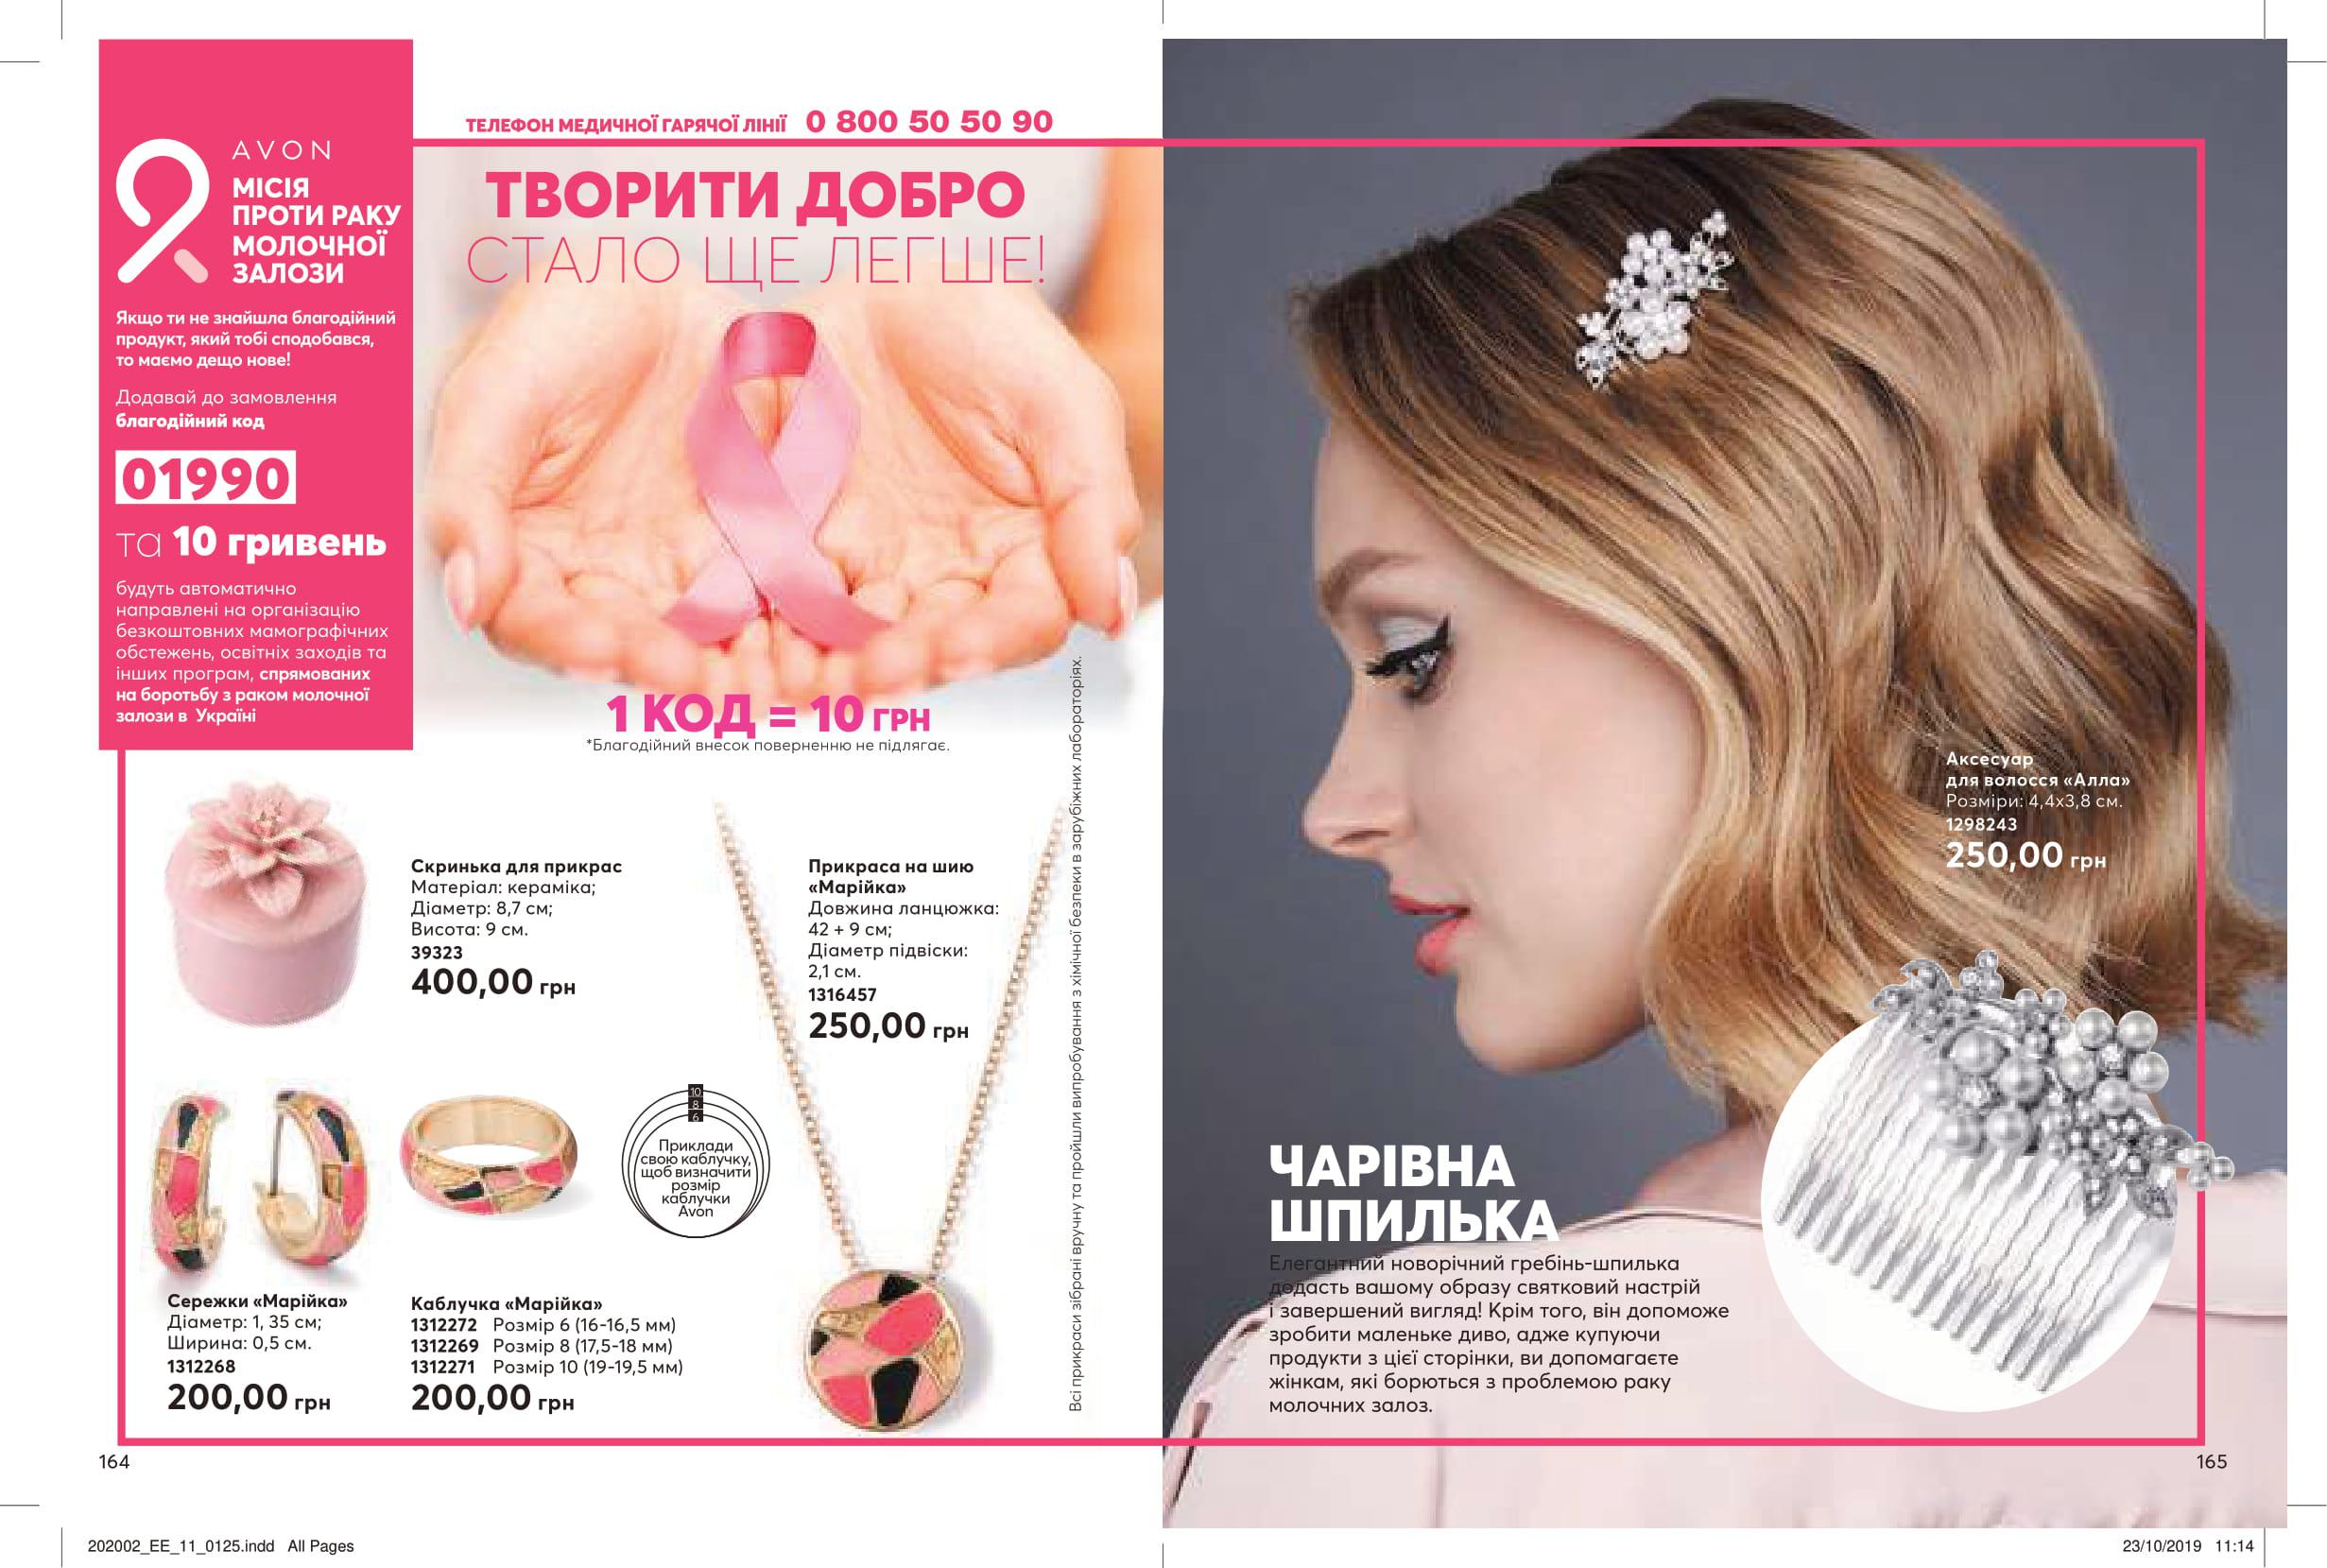 ТЕЛЕФОН МЕДИЧНОЇ ГАРЯЧОЇ ЛІНІЇ 0 800 50 50 90
AVON
МІСІЯ
ПРОТИ РАКУ
МОЛОЧНОЇ
ЗАЛОЗИ
Якщо ти не знайшла благодійний
продукт, який тобі сподобався,
то маємо дещо нове!
Додавай до замовлення
благодійний код
01990
та 10 гривень
будуть автоматично
направлені на організацію
безкоштовних мамографічних
обстежень, освітніх заходів та
інших програм, спрямованих
на боротьбу з раком молочної
залози в Україні
ТВОРИТИ ДОБРО
СТАЛО ЩЕ ЛЕГШЕ!
1 КОД = 10 ГРН
*Благодійний внесок поверненню не підлягає.
Скринька для прикрас
Матеріал: кераміка;
Діаметр: 8,7 см;
Висота: 9 см.
39323
400,00 грн
Прикраса на шию
«Марійка»
Довжина ланцюжка:
42 + 9 см;
Діаметр підвіски:
2,1 см.
1316457
250,00 грн
10
8
6
Приклади
свою каблучку,
щоб визначити
розмір
каблучки
Avon
Сережки «Марійка»
Діаметр: 1, 35 см;
Ширина: 0,5 см.
1312268
200,00 грн
Каблучка «Марійка»
1312272 Розмір 6 (16-16,5 мм)
1312269 Розмір 8 (17,5-18 мм)
1312271 Розмір 10 (19-19,5 мм)
200,00 грн
Всі прикраси зібрані вручну та пройшли випробування з хімічної безпеки в зарубіжних лабораторіях.
164
Аксесуар
для волосся «Алла»
Розміри: 4,4х3,8 см.
1298243
250,00 грн
ЧАРІВНА
ШПИЛЬКА
Елегантний новорічний гребінь-шпилька
додасть вашому образу святковий настрій
і завершений вигляд! Крім того, він допоможе
зробити маленьке диво, адже купуючи
продукти з цієї сторінки, ви допомагаєте
жінкам, які борються з проблемою раку
молочних залоз.
165
202002_EE_11_0125.indd All Pages
23/10/2019 11:14